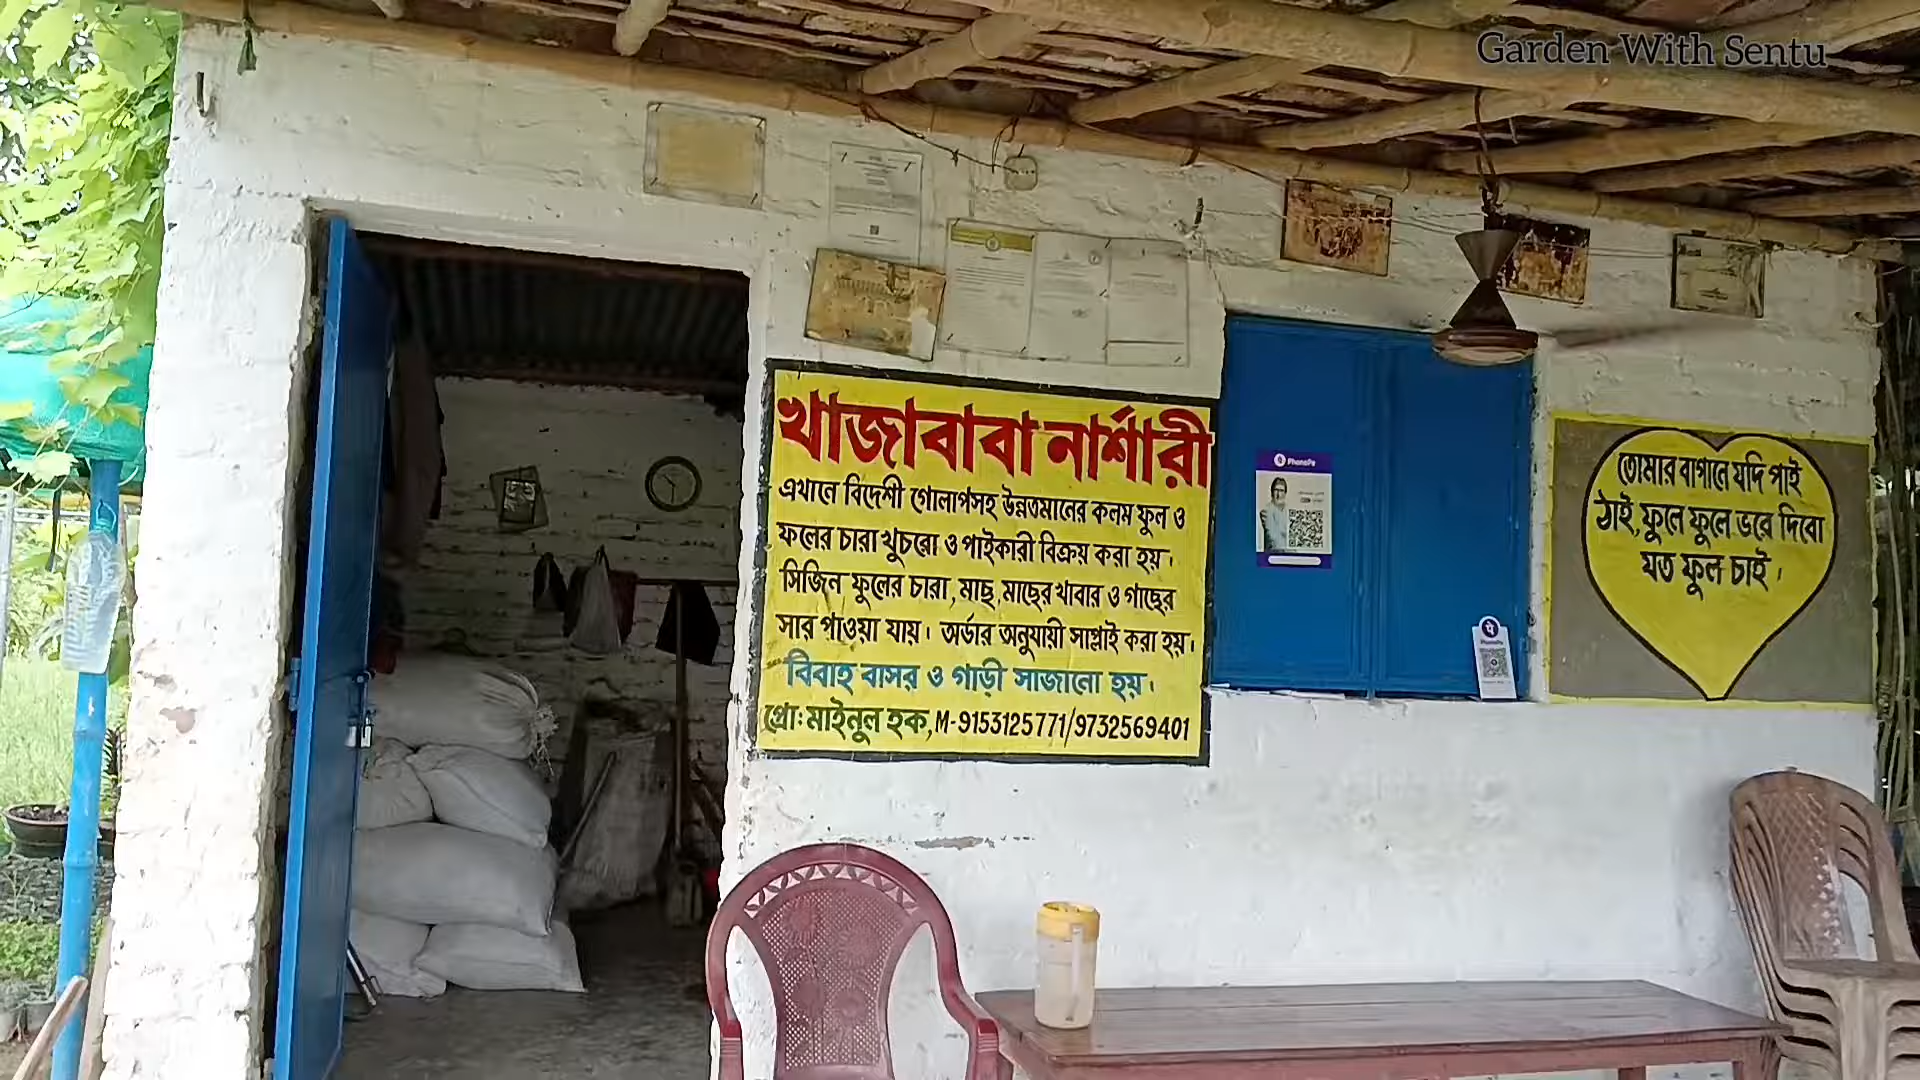 Garden With Sentu
খাজাবাবা নার্শারী
এখানে বিদেশী গোলাপসহ উন্নতমানের কলম ফুল ও
ফলের চারা খুচরো ও পাইকারী বিক্রয় করা হয়।
সিজিন ফুলের চারা, মাছ, মাছের খাবার ও গাছের
সার পাওয়া যায়। অর্ডার অনুযায়ী সাপ্লাই করা হয়।
বিবাহ বাসর ও গাড়ী সাজানো হয়।
প্রো: মাইনুল হক, M-9153125771/9732569401
PhonePe
তোমার বাগানে যদি পাই
ঠাই, ফুলে ফুলে ভরে দিবো
যত ফুল চাই।
PhonePe